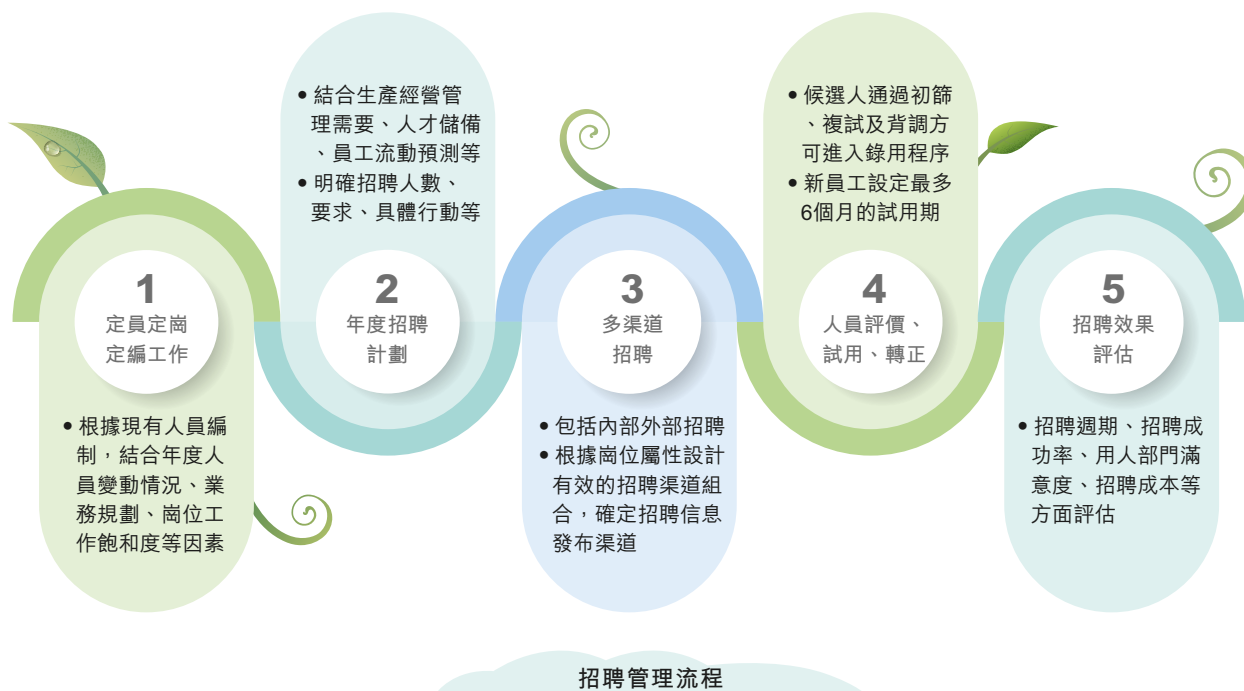 1
定員定崗
定編工作
• 根據現有人員編
制，結合年度人
員變動情況、業
務規劃、崗位工
作飽和度等因素
• 結合生產經營管
理需要、人才儲備
、員工流動預測等
• 明確招聘人數、
要求、具體行動等
2
年度招聘
計劃
3
多渠道
招聘
• 包括內部外部招聘
• 根據崗位屬性設計
有效的招聘渠道組
合，確定招聘信息
發布渠道
• 候選人通過初篩
、複試及背調方
可進入錄用程序
• 新員工設定最多
6個月的試用期
4
人員評價、
試用、轉正
5
招聘效果
評估
• 招聘週期、招聘成
功率、用人部門滿
意度、招聘成本等
方面評估
招聘管理流程